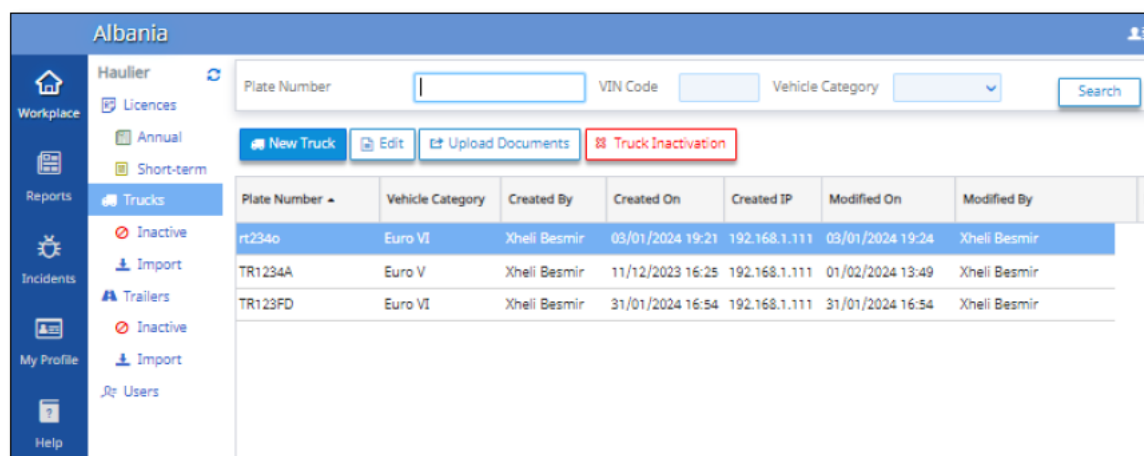 Albania
Workplace
Reports
Incidents
My Profile
Help
Haulier
Licences
Annual
Short-term
Trucks
Inactive
Import
Trailers
Inactive
Import
Users
Plate Number VIN Code Vehicle Category Search
New Truck Edit Upload Documents Truck Inactivation
Plate Number Vehicle Category Created By Created On Created IP Modified On Modified By
rt234o Euro VI Xheli Besmir 03/01/2024 19:21 192.168.1.111 03/01/2024 19:24 Xheli Besmir
TR1234A Euro V Xheli Besmir 11/12/2023 16:25 192.168.1.111 01/02/2024 13:49 Xheli Besmir
TR123FD Euro VI Xheli Besmir 31/01/2024 16:54 192.168.1.111 31/01/2024 16:54 Xheli Besmir